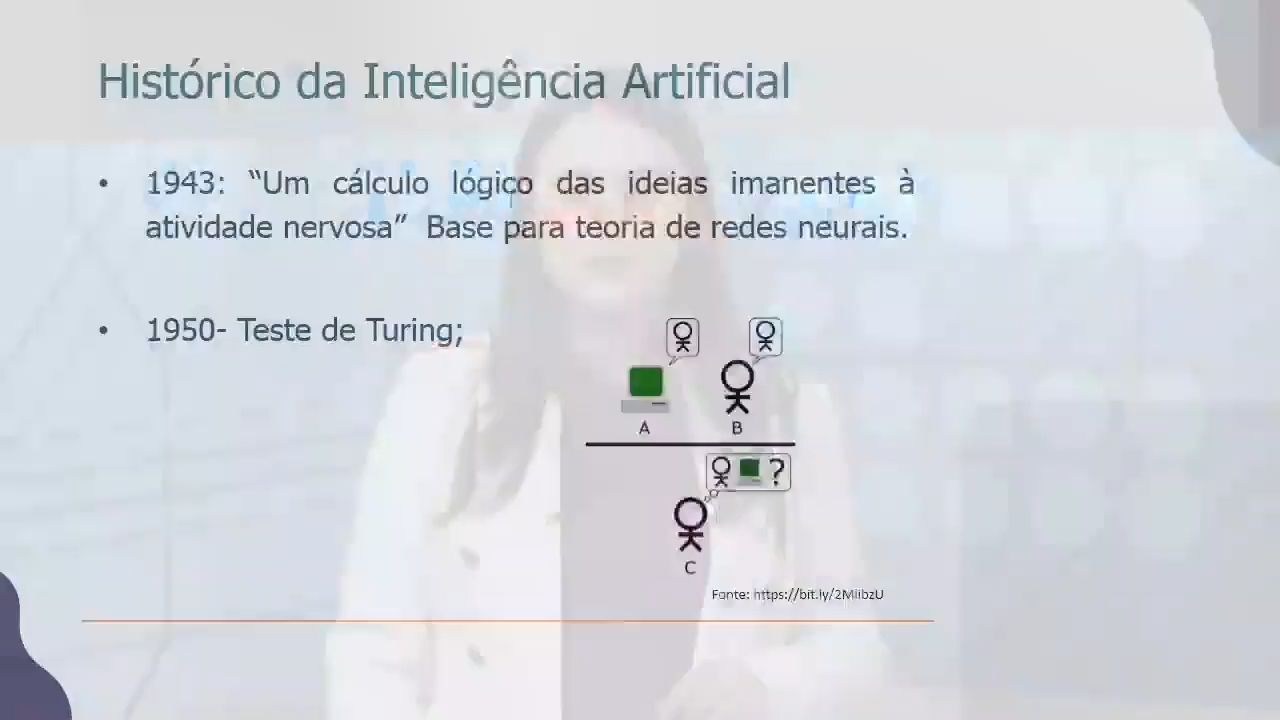 Histórico da Inteligência Artificial
• 1943: “Um cálculo lógico das ideias imanentes à
atividade nervosa” Base para teoria de redes neurais.
• 1950- Teste de Turing;
A
B
?
C
Fonte: https://bit.ly/2MlibzU